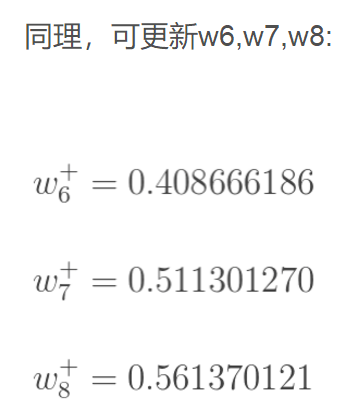 同理，可更新w6,w7,w8:
w₆⁺ = 0.408666186
w₇⁺ = 0.511301270
w₈⁺ = 0.561370121